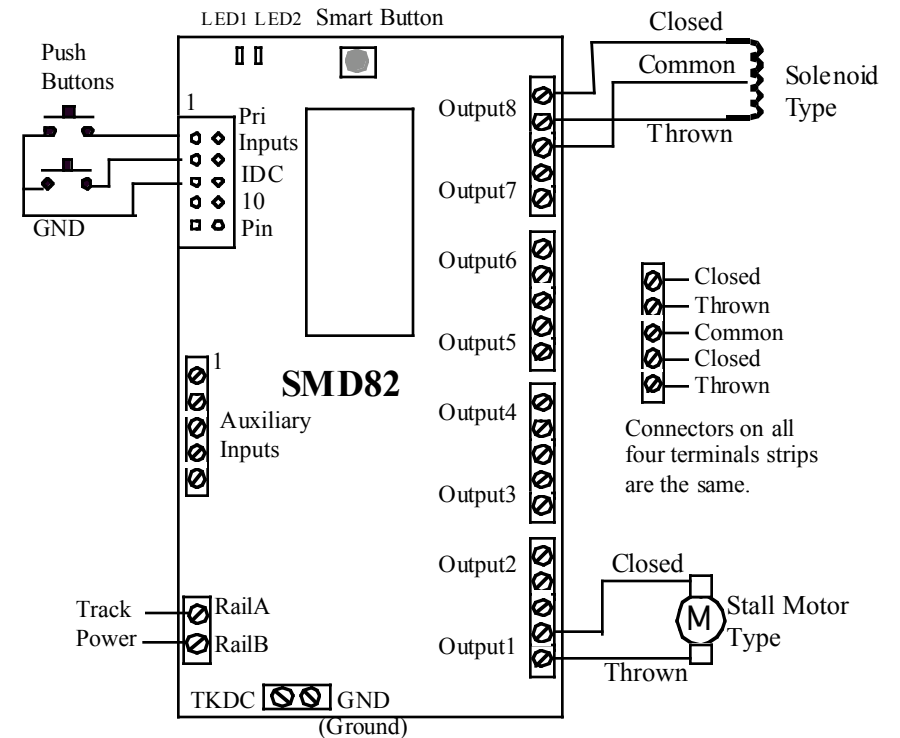 LED1 LED2 Smart Button
Push
Buttons
GND
1
Pri
Inputs
IDC
10
Pin
Output8
Output7
Output6
Output5
Output4
Output3
Output2
Output1
Closed
Common
Thrown
Solenoid
Type
Closed
Thrown
Common
Closed
Thrown
Connectors on all
four terminals strips
are the same.
SMD82
1
Auxiliary
Inputs
Track
Power
RailA
RailB
Closed
M
Stall Motor
Type
Thrown
TKDC
GND
(Ground)